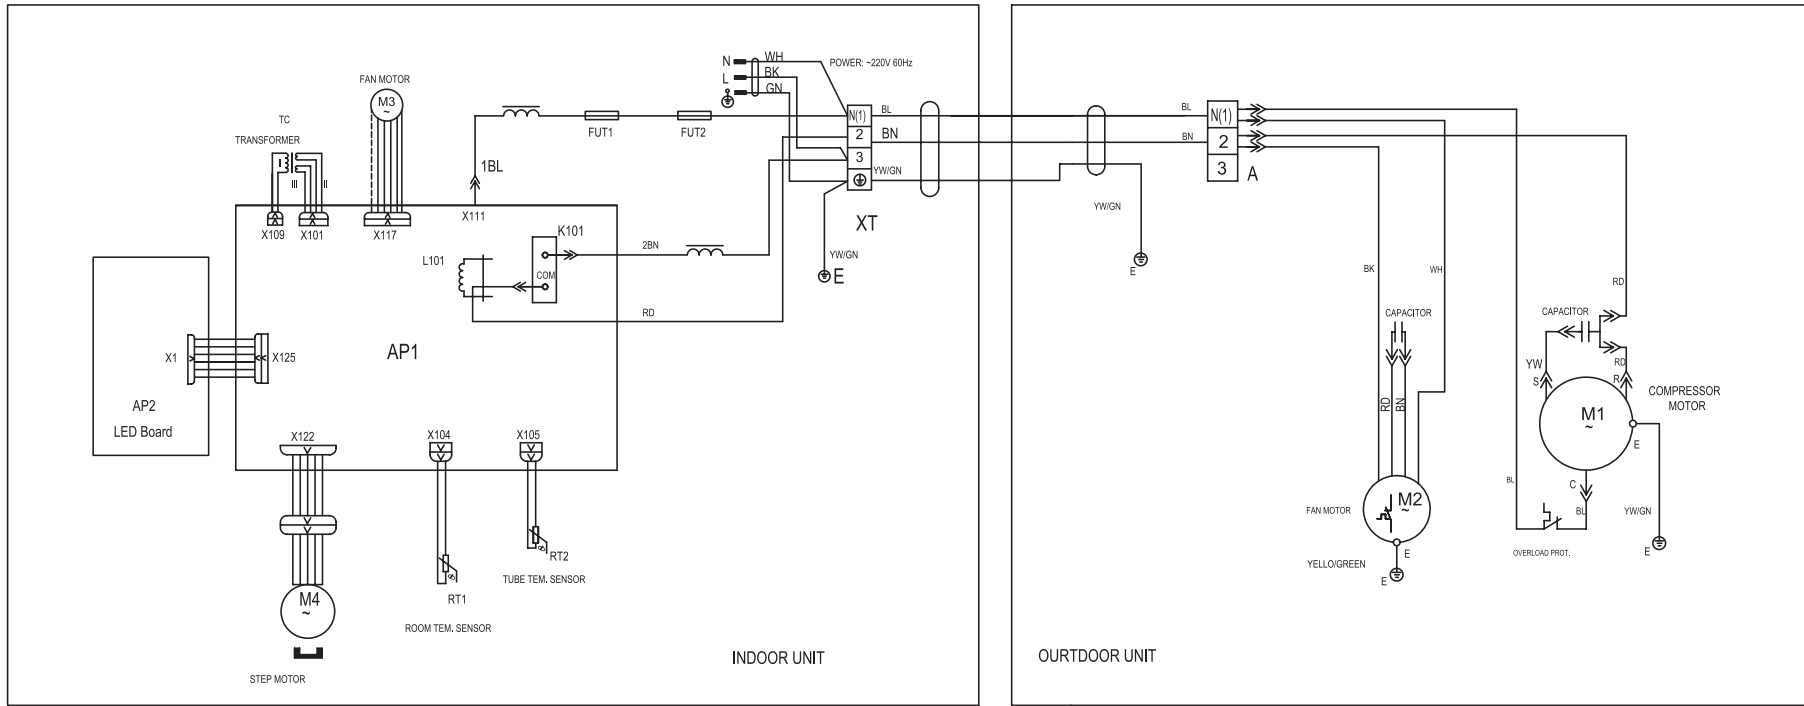 N WH
POWER: ~220V 60Hz
L BK
GN
FAN MOTOR
M3
~
TC
TRANSFORMER
I
III
II
FUT1
FUT2
N(1)
2
3
BL
BN
YW/GN
BL
BN
N(1)
2
3
A
1BL
X109
X101
X117
X111
XT
YW/GN
K101
L101
COM
2BN
YW/GN
E
E
RD
BK
WH
RD
CAPACITOR
CAPACITOR
X1
X125
AP1
AP2
LED Board
YW
RD
S
R
M1
~
COMPRESSOR
MOTOR
RD
BN
E
X122
X104
X105
C
BL
BL
YW/GN
M2
~
FAN MOTOR
E
YELLO/GREEN
E
OVERLOAD PROT.
E
θ
RT2
TUBE TEM. SENSOR
θ
RT1
ROOM TEM. SENSOR
M4
~
STEP MOTOR
INDOOR UNIT
OURTDOOR UNIT